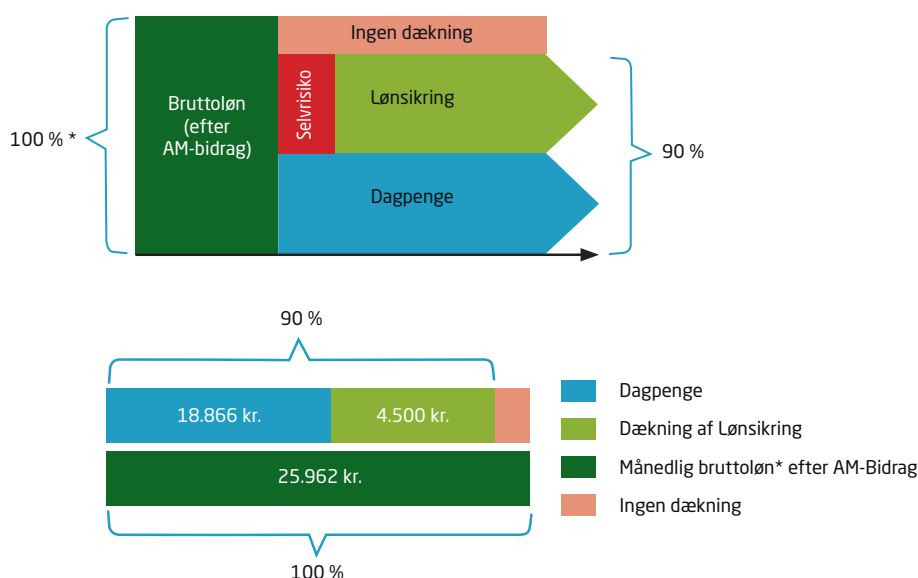 Ingen dækning
Bruttoløn
(efter
AM-bidrag)
Selvrisiko
Lønsikring
100 % *
90 %
Dagpenge
90 %
18.866 kr.
4.500 kr.
25.962 kr.
100 %
Dagpenge
Dækning af Lønsikring
Månedlig bruttoløn* efter AM-Bidrag
Ingen dækning